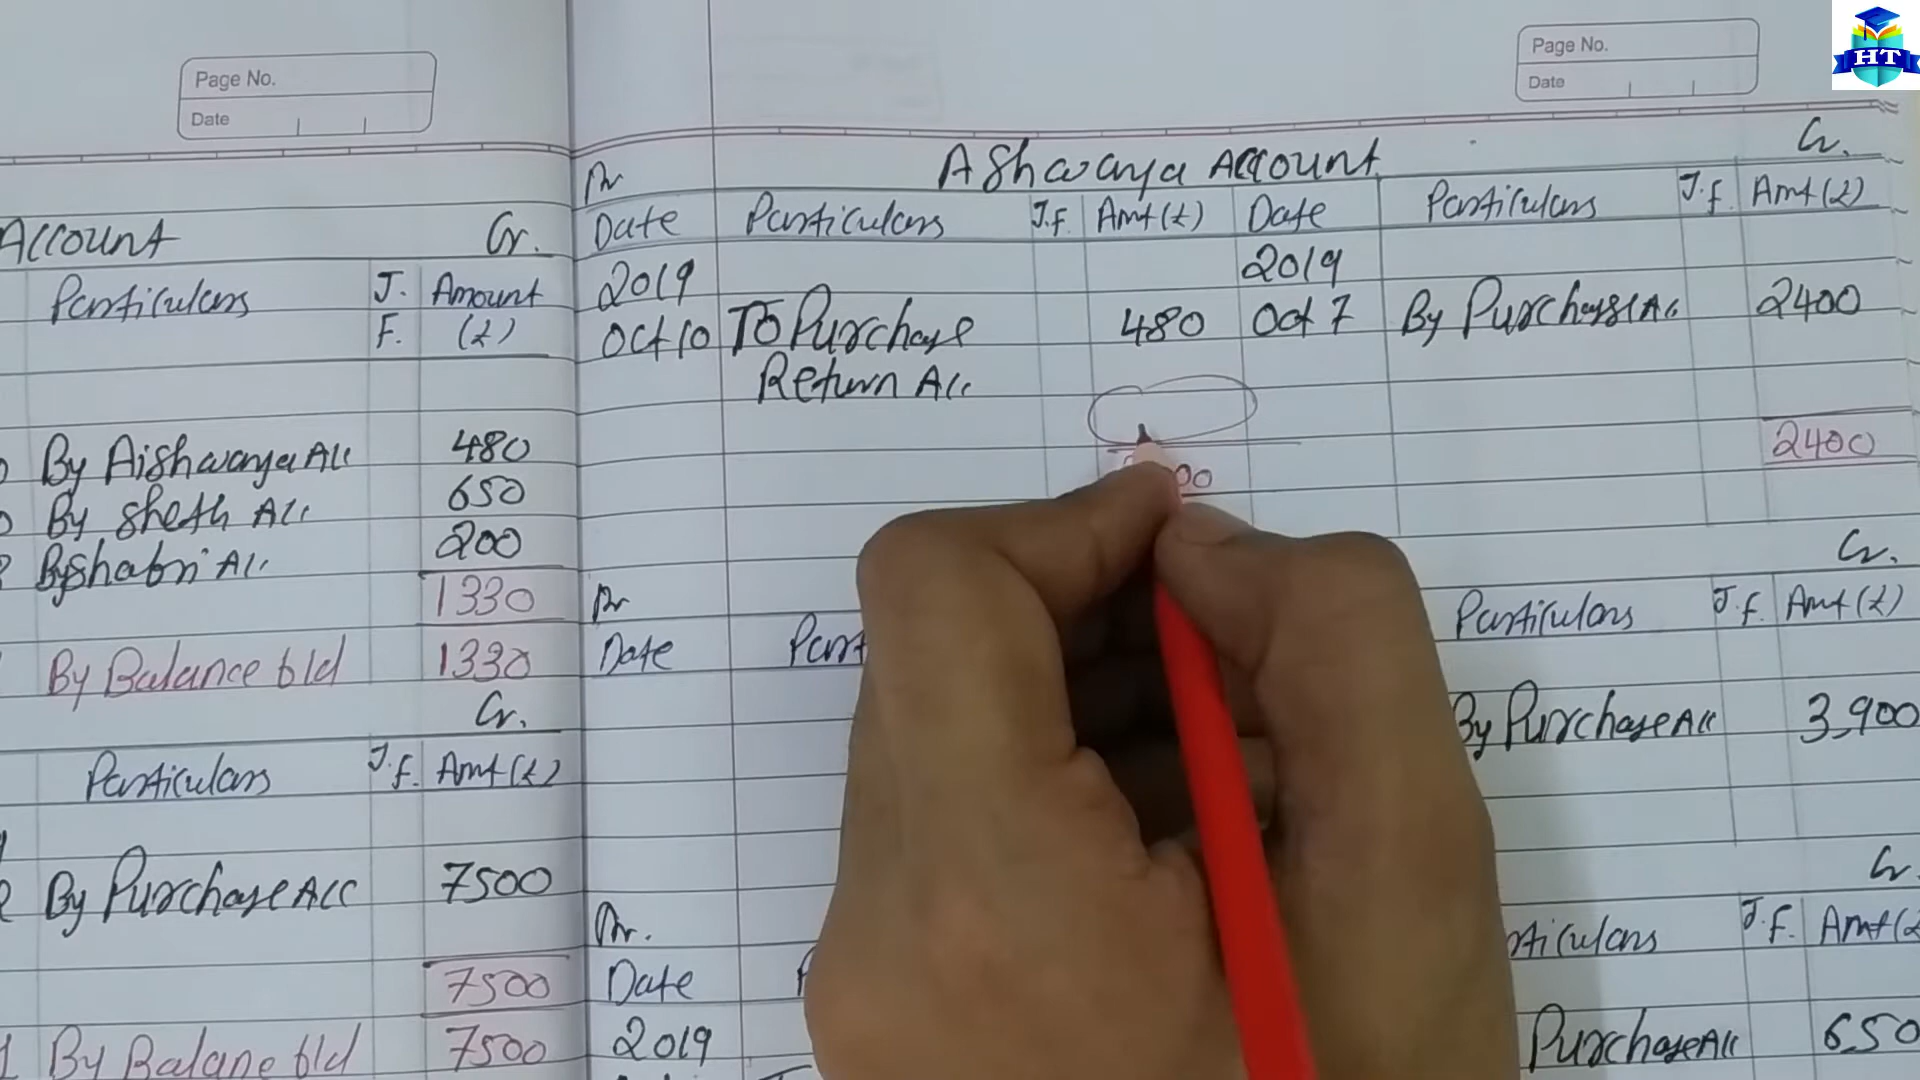 Page No.
Date
Account Cr.
Particulars J. F. Amount (₹)
By Aishwarya A/c 480
By Sheth A/c 650
By Shabri A/c 200
1330
By Balance b/d 1330
Cr.
Particulars J.F. Amt (₹)
By Purchase A/c 7500
7500
By Balane b/d 7500
Page No.
Date
HT
Dr Ashwarya Account Cr.
Date Particulars J.F. Amt (₹) Date Particulars J.F. Amt (₹)
2019 2019
Oct 10 To Purchase 480 Oct 7 By Purchase A/c 2400
Return A/c
2400
Dr Cr.
Date Particulars J.F. Amt (₹)
By Purchase A/c 3,900
Dr. Cr.
Date J.F.
2019 Purchase A/c 650